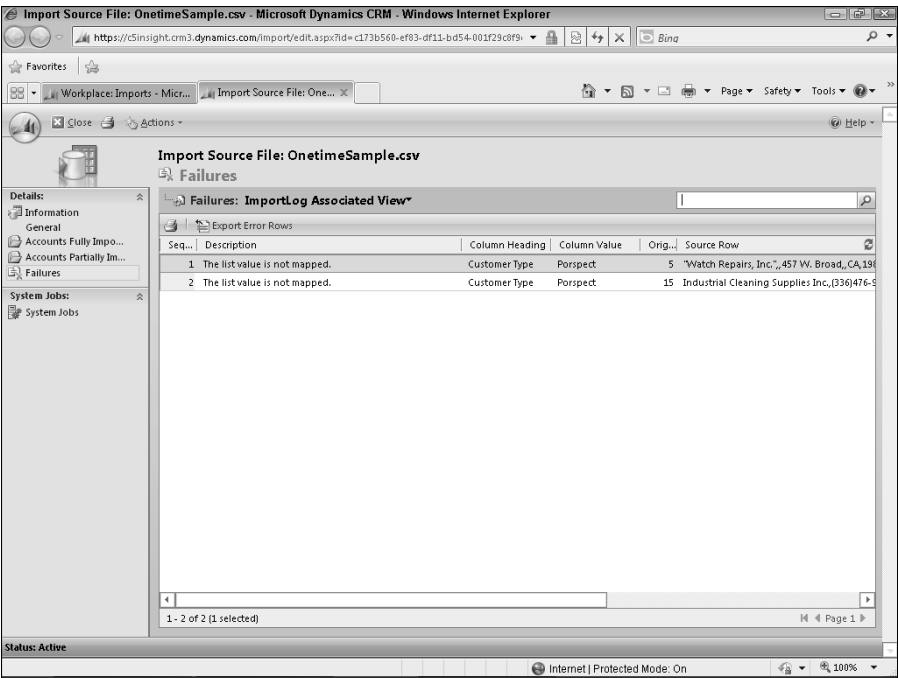 Import Source File: OnetimeSample.csv - Microsoft Dynamics CRM - Windows Internet Explorer
https://c5insight.crm3.dynamics.com/import/edit.aspx?id=c173b560-ef83-df11-bd54-001f29c8f9
Bing
Favorites
Workplace: Imports - Micr...
Import Source File: One...
Page
Safety
Tools
Close
Actions
Help
Import Source File: OnetimeSample.csv
Failures
Details:
Information
General
Accounts Fully Impo...
Accounts Partially Im...
Failures
System Jobs:
System Jobs
Failures: ImportLog Associated View
Export Error Rows
Seq... Description Column Heading Column Value Orig... Source Row
1 The list value is not mapped. Customer Type Porspect 5 "Watch Repairs, Inc.",,457 W. Broad,,CA,198
2 The list value is not mapped. Customer Type Porspect 15 Industrial Cleaning Supplies Inc.,(336)476-9
1 - 2 of 2 (1 selected)
Page 1
Status: Active
Internet | Protected Mode: On
100%